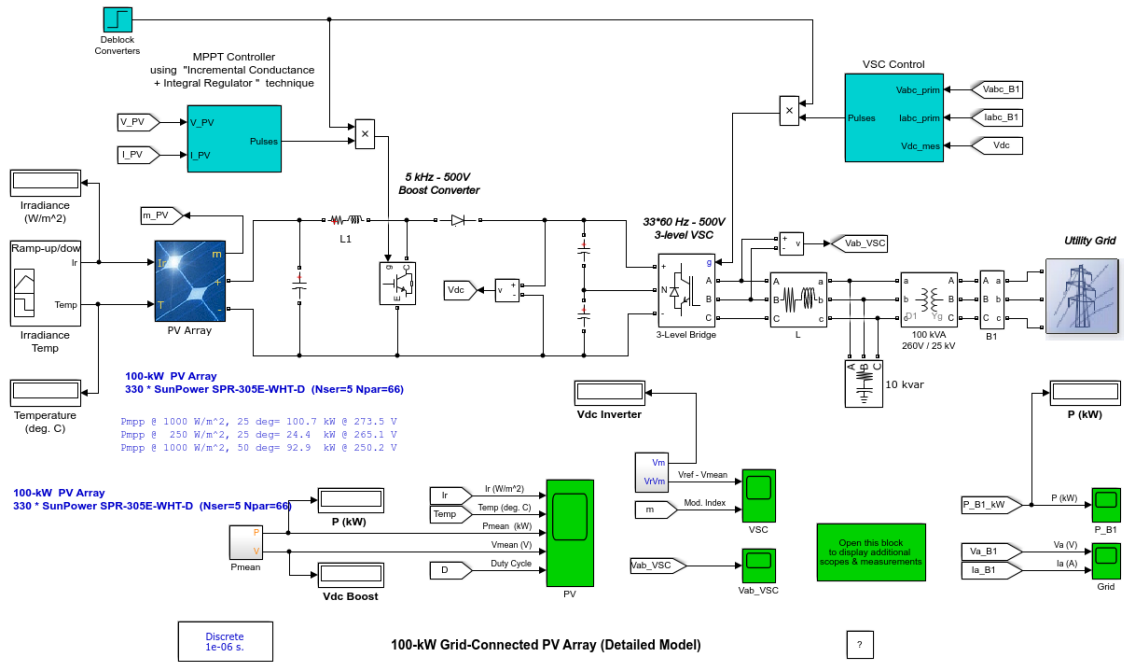 Deblock
Converters
MPPT Controller
using "Incremental Conductance
+ Integral Regulator " technique
V_PV
I_PV
V_PV
I_PV
Pulses
×
5 kHz - 500V
Boost Converter
VSC Control
Vabc_prim
Iabc_prim
Vdc_mes
Pulses
Vabc_B1
Iabc_B1
Vdc
×
Irradiance
(W/m^2)
m_PV
Ramp-up/dow
Ir
Temp
Irradiance
Temp
Ir
T
m
+
-
PV Array
L1
g
C
E
Vdc
v
+
-
33*60 Hz - 500V
3-level VSC
+
N
-
g
A
B
C
3-Level Bridge
+
-
v
Vab_VSC
A
B
C
a
b
c
L
A
B
C
10 kvar
a
b
c
A
B
C
D1
Yg
100 kVA
260V / 25 kV
A
B
C
a
b
c
B1
Utility Grid
Temperature
(deg. C)
100-kW PV Array
330 * SunPower SPR-305E-WHT-D (Nser=5 Npar=66)
Pmpp @ 1000 W/m^2, 25 deg= 100.7 kW @ 273.5 V
Pmpp @ 250 W/m^2, 25 deg= 24.4 kW @ 265.1 V
Pmpp @ 1000 W/m^2, 50 deg= 92.9 kW @ 250.2 V
Vdc Inverter
P (kW)
100-kW PV Array
330 * SunPower SPR-305E-WHT-D (Nser=5 Npar=66)
P (kW)
P
V
Pmean
Vdc Boost
Ir
Temp
D
Ir (W/m^2)
Temp (deg. C)
Pmean (kW)
Vmean (V)
Duty Cycle
PV
Vm
VrVm
Vref - Vmean
m
Mod. Index
VSC
Vab_VSC
Vab_VSC
Open this block
to display additional
scopes & measurements
P_B1_kW
P (kW)
P_B1
Va_B1
Va (V)
Ia_B1
Ia (A)
Grid
Discrete
1e-06 s.
100-kW Grid-Connected PV Array (Detailed Model)
?